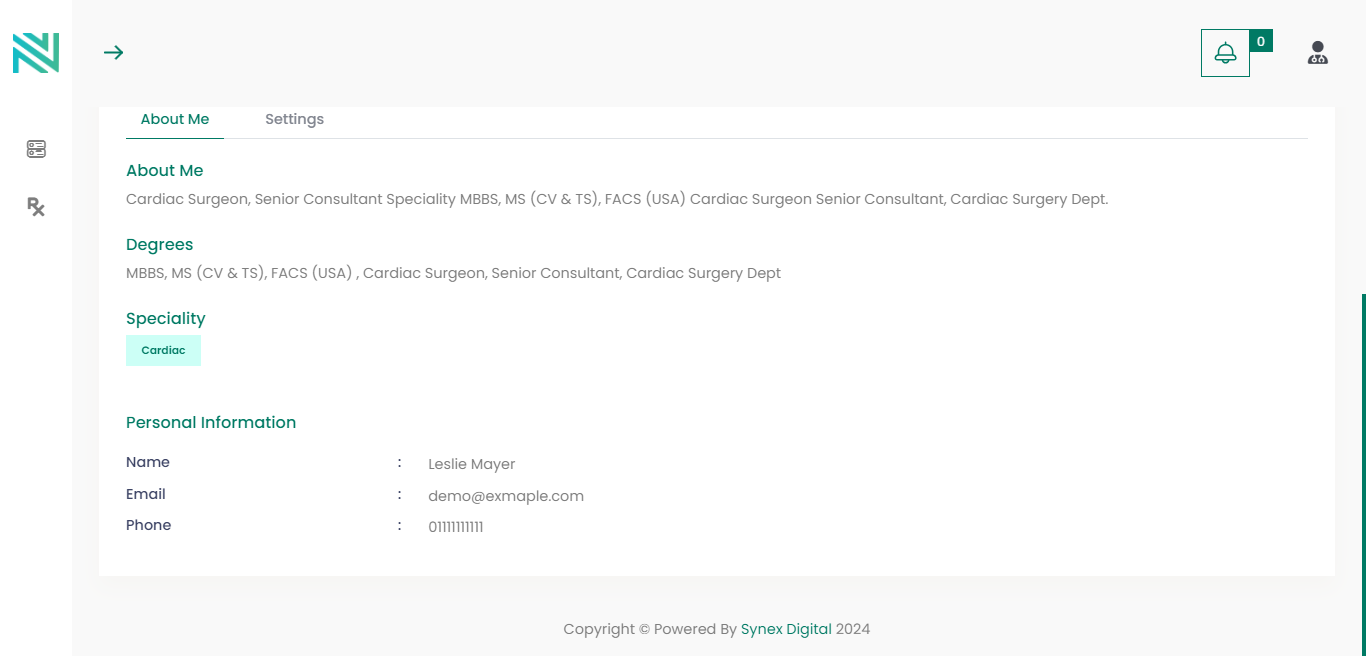 0
About Me
Settings
About Me
Cardiac Surgeon, Senior Consultant Speciality MBBS, MS (CV & TS), FACS (USA) Cardiac Surgeon Senior Consultant, Cardiac Surgery Dept.
Degrees
MBBS, MS (CV & TS), FACS (USA) , Cardiac Surgeon, Senior Consultant, Cardiac Surgery Dept
Speciality
Cardiac
Personal Information
Name : Leslie Mayer
Email : demo@exmaple.com
Phone : 01111111111
Copyright © Powered By Synex Digital 2024